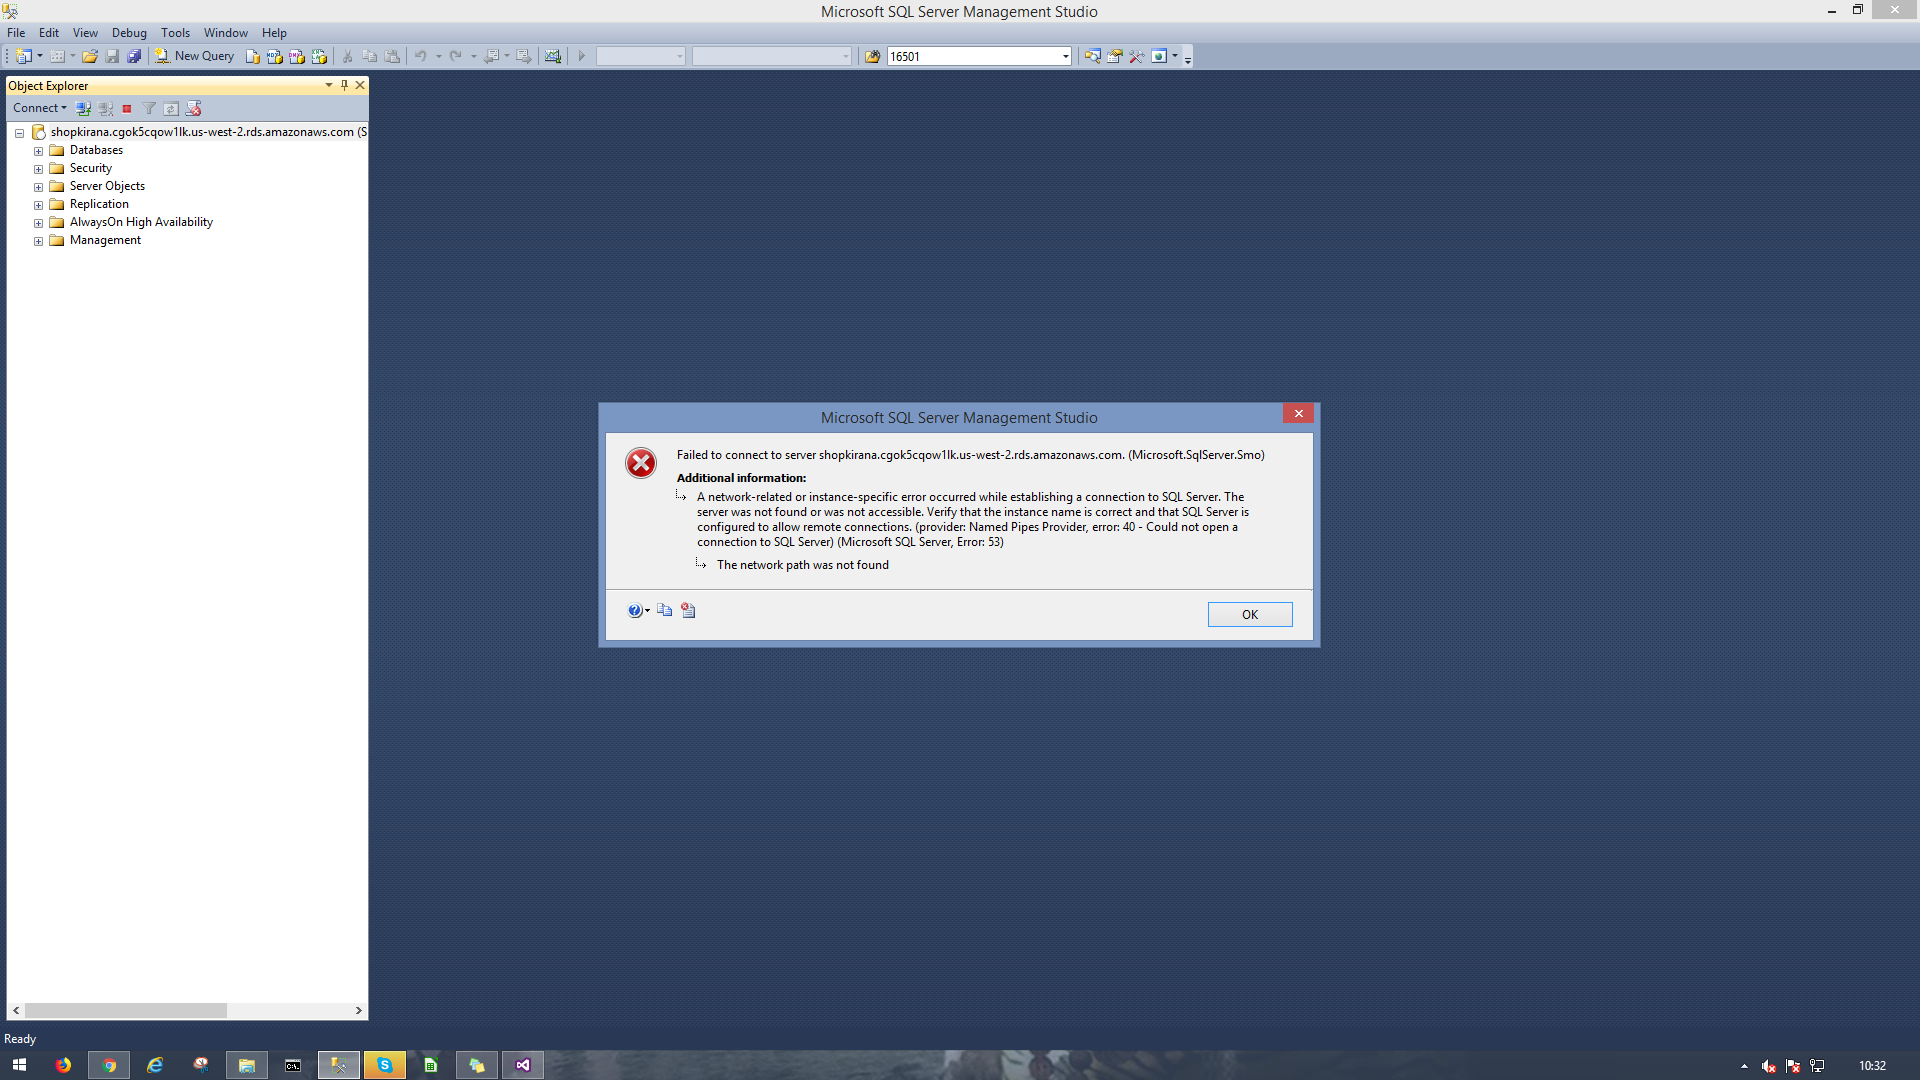 Microsoft SQL Server Management Studio
File Edit View Debug Tools Window Help
New Query 16501
Object Explorer
Connect
shopkirana.cgok5cqow1lk.us-west-2.rds.amazonaws.com (S
Databases
Security
Server Objects
Replication
AlwaysOn High Availability
Management
Microsoft SQL Server Management Studio
Failed to connect to server shopkirana.cgok5cqow1lk.us-west-2.rds.amazonaws.com. (Microsoft.SqlServer.Smo)
Additional information:
A network-related or instance-specific error occurred while establishing a connection to SQL Server. The
server was not found or was not accessible. Verify that the instance name is correct and that SQL Server is
configured to allow remote connections. (provider: Named Pipes Provider, error: 40 - Could not open a
connection to SQL Server) (Microsoft SQL Server, Error: 53)
The network path was not found
OK
Ready
10:32